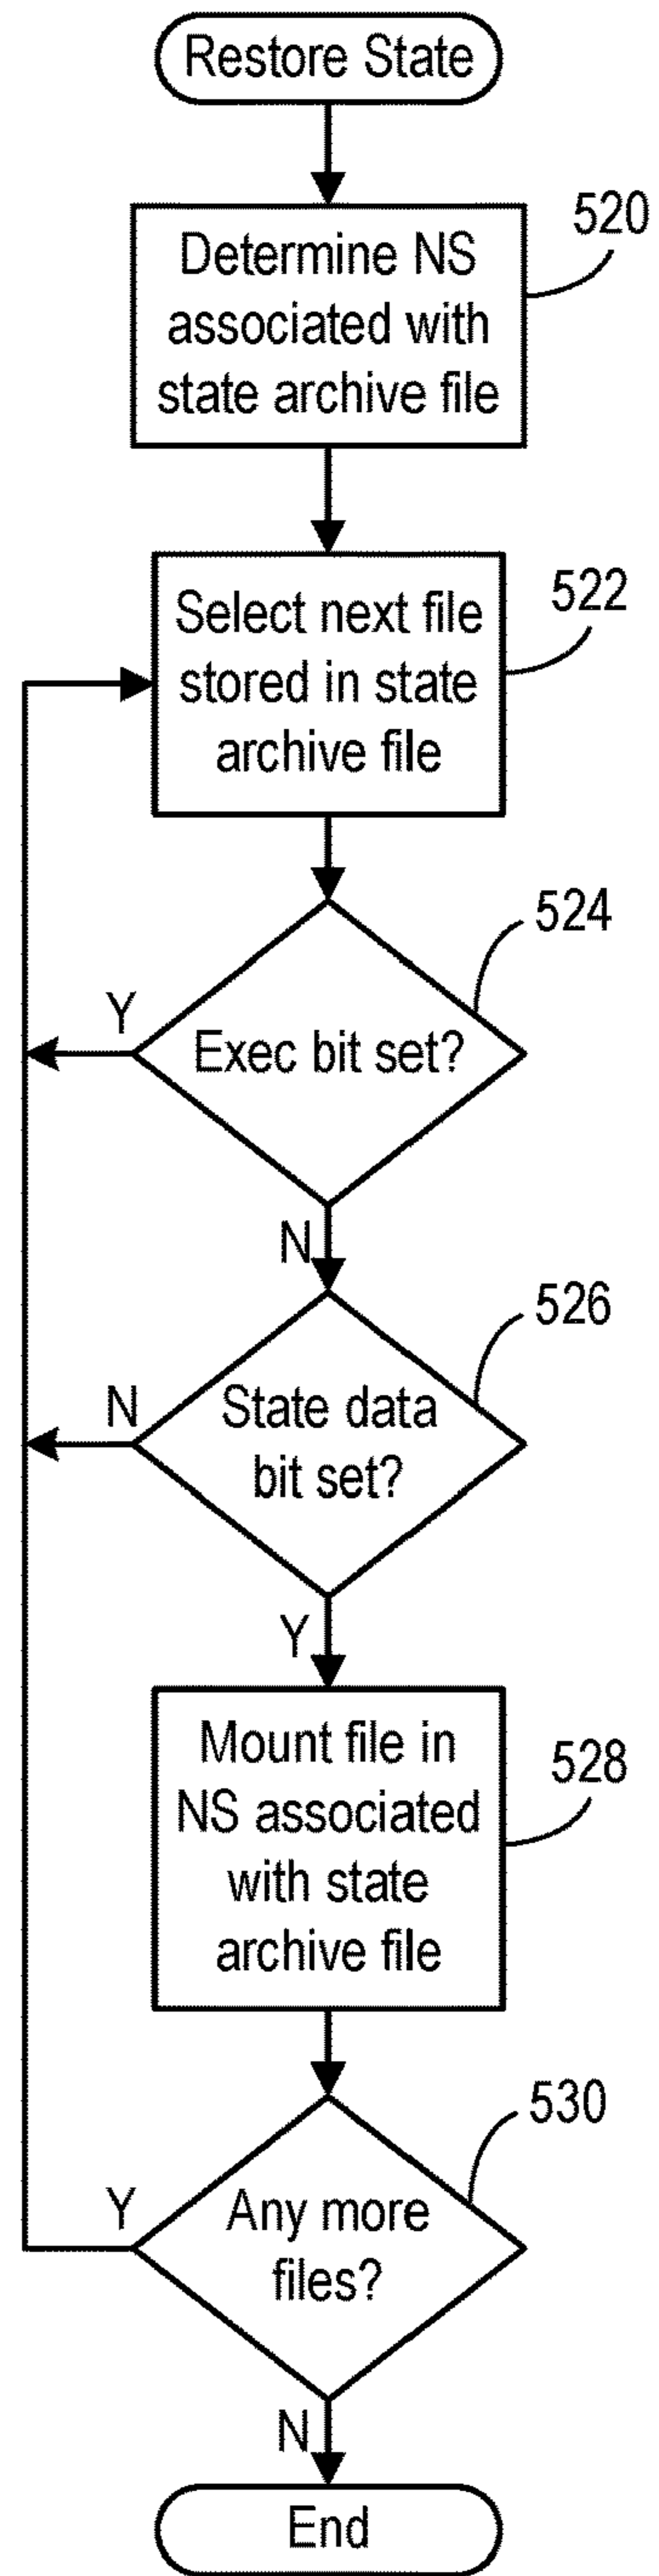 Restore State
520
Determine NS
associated with
state archive file
522
Select next file
stored in state
archive file
524
Y
Exec bit set?
N
526
N
State data
bit set?
Y
528
Mount file in
NS associated
with state
archive file
530
Y
Any more
files?
N
End